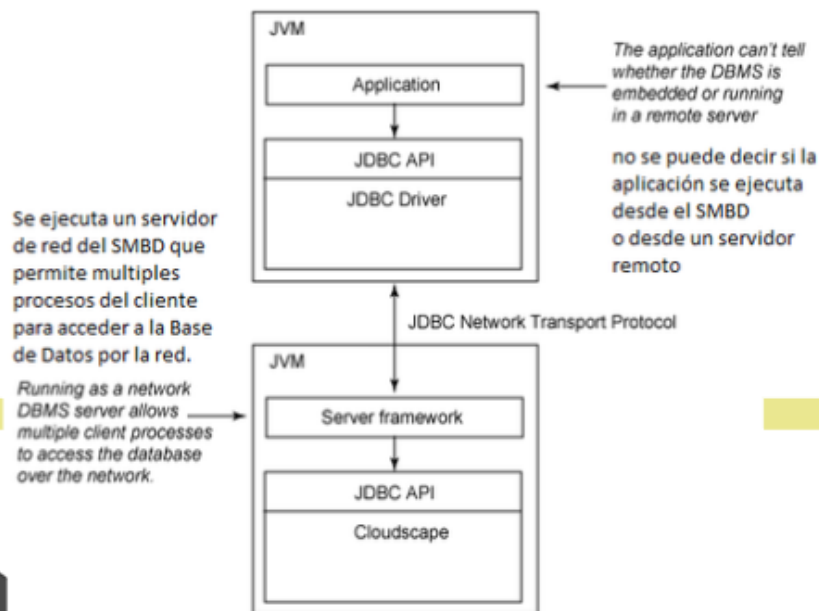 JVM
Application
JDBC API
JDBC Driver
The application can't tell
whether the DBMS is
embedded or running
in a remote server
no se puede decir si la
aplicación se ejecuta
desde el SMBD
o desde un servidor
remoto
Se ejecuta un servidor
de red del SMBD que
permite multiples
procesos del cliente
para acceder a la Base
de Datos por la red.
JDBC Network Transport Protocol
Running as a network
DBMS server allows
multiple client processes
to access the database
over the network.
JVM
Server framework
JDBC API
Cloudscape